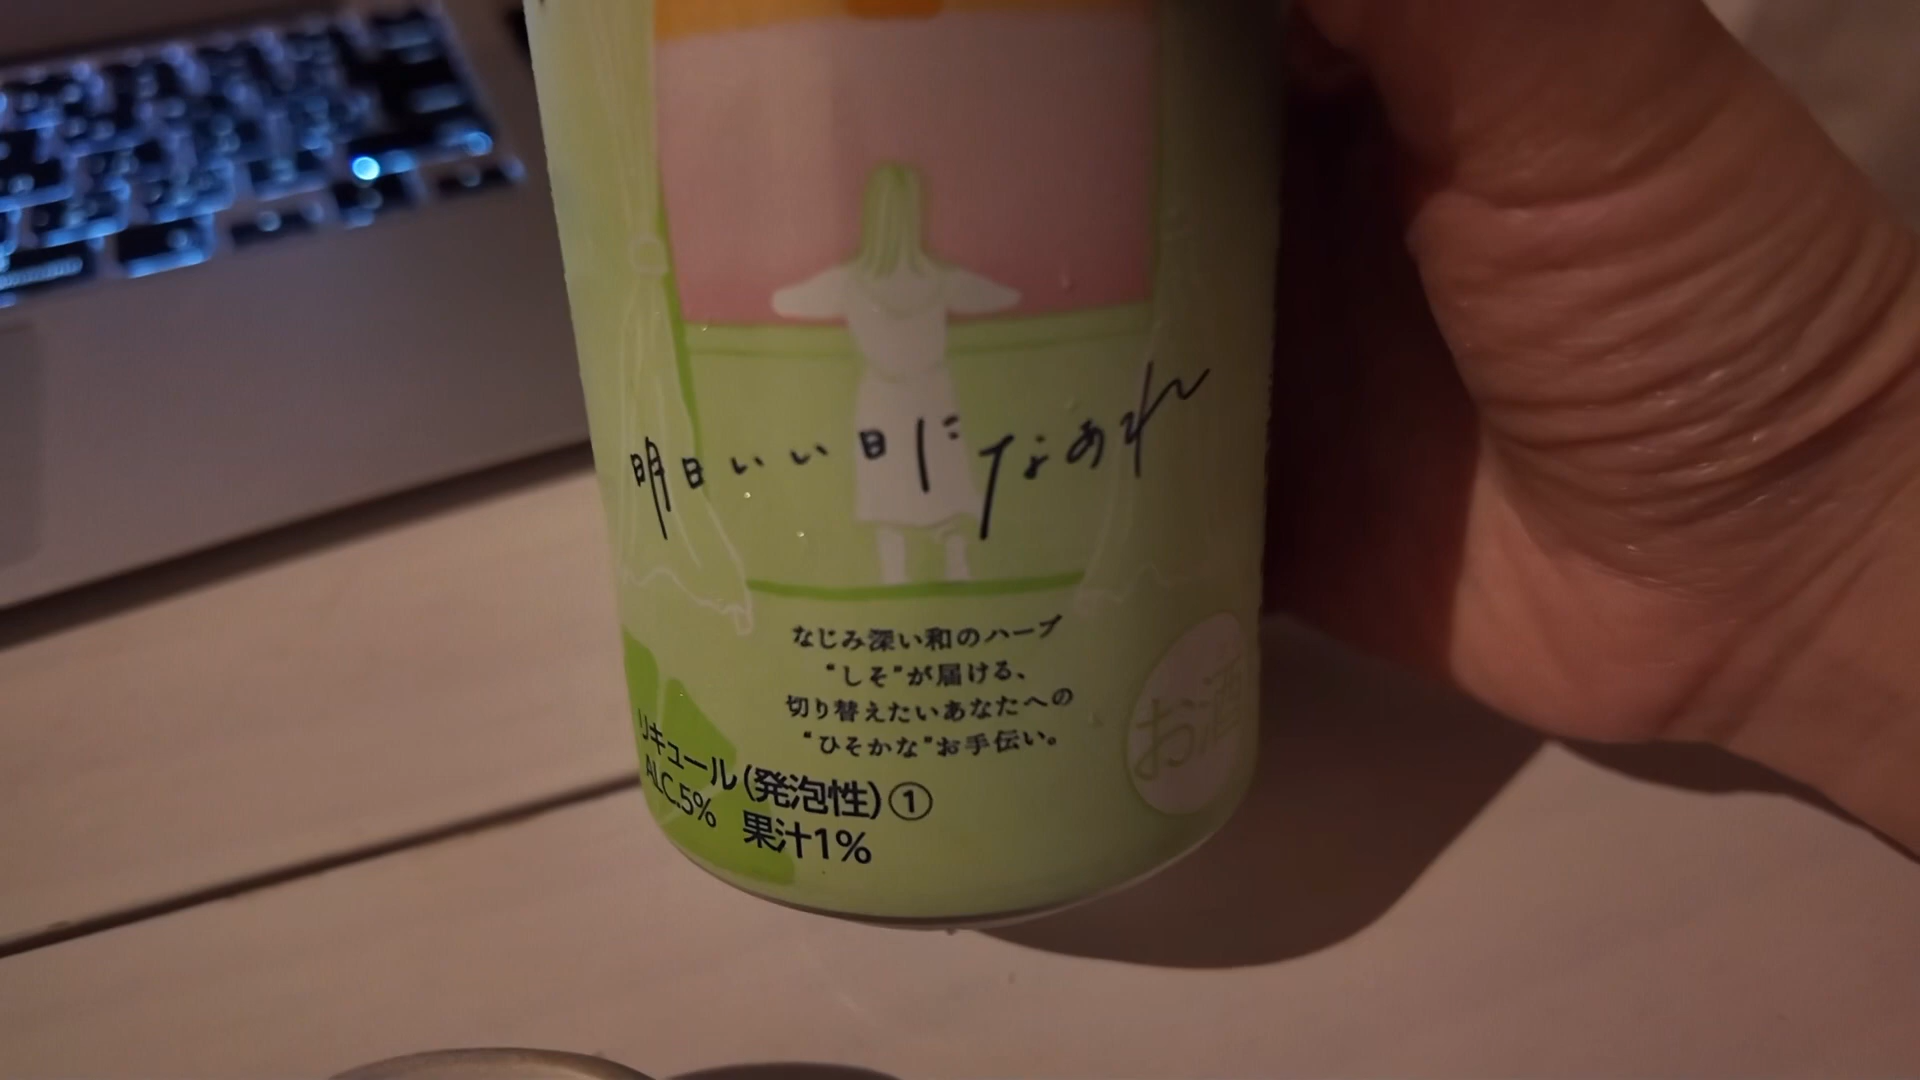 明日いい日になあれ
なじみ深い和のハーブ
“しそ”が届ける、
切り替えたいあなたへの
“ひそかな”お手伝い。
お酒
リキュール(発泡性)①
ALC.5% 果汁1%